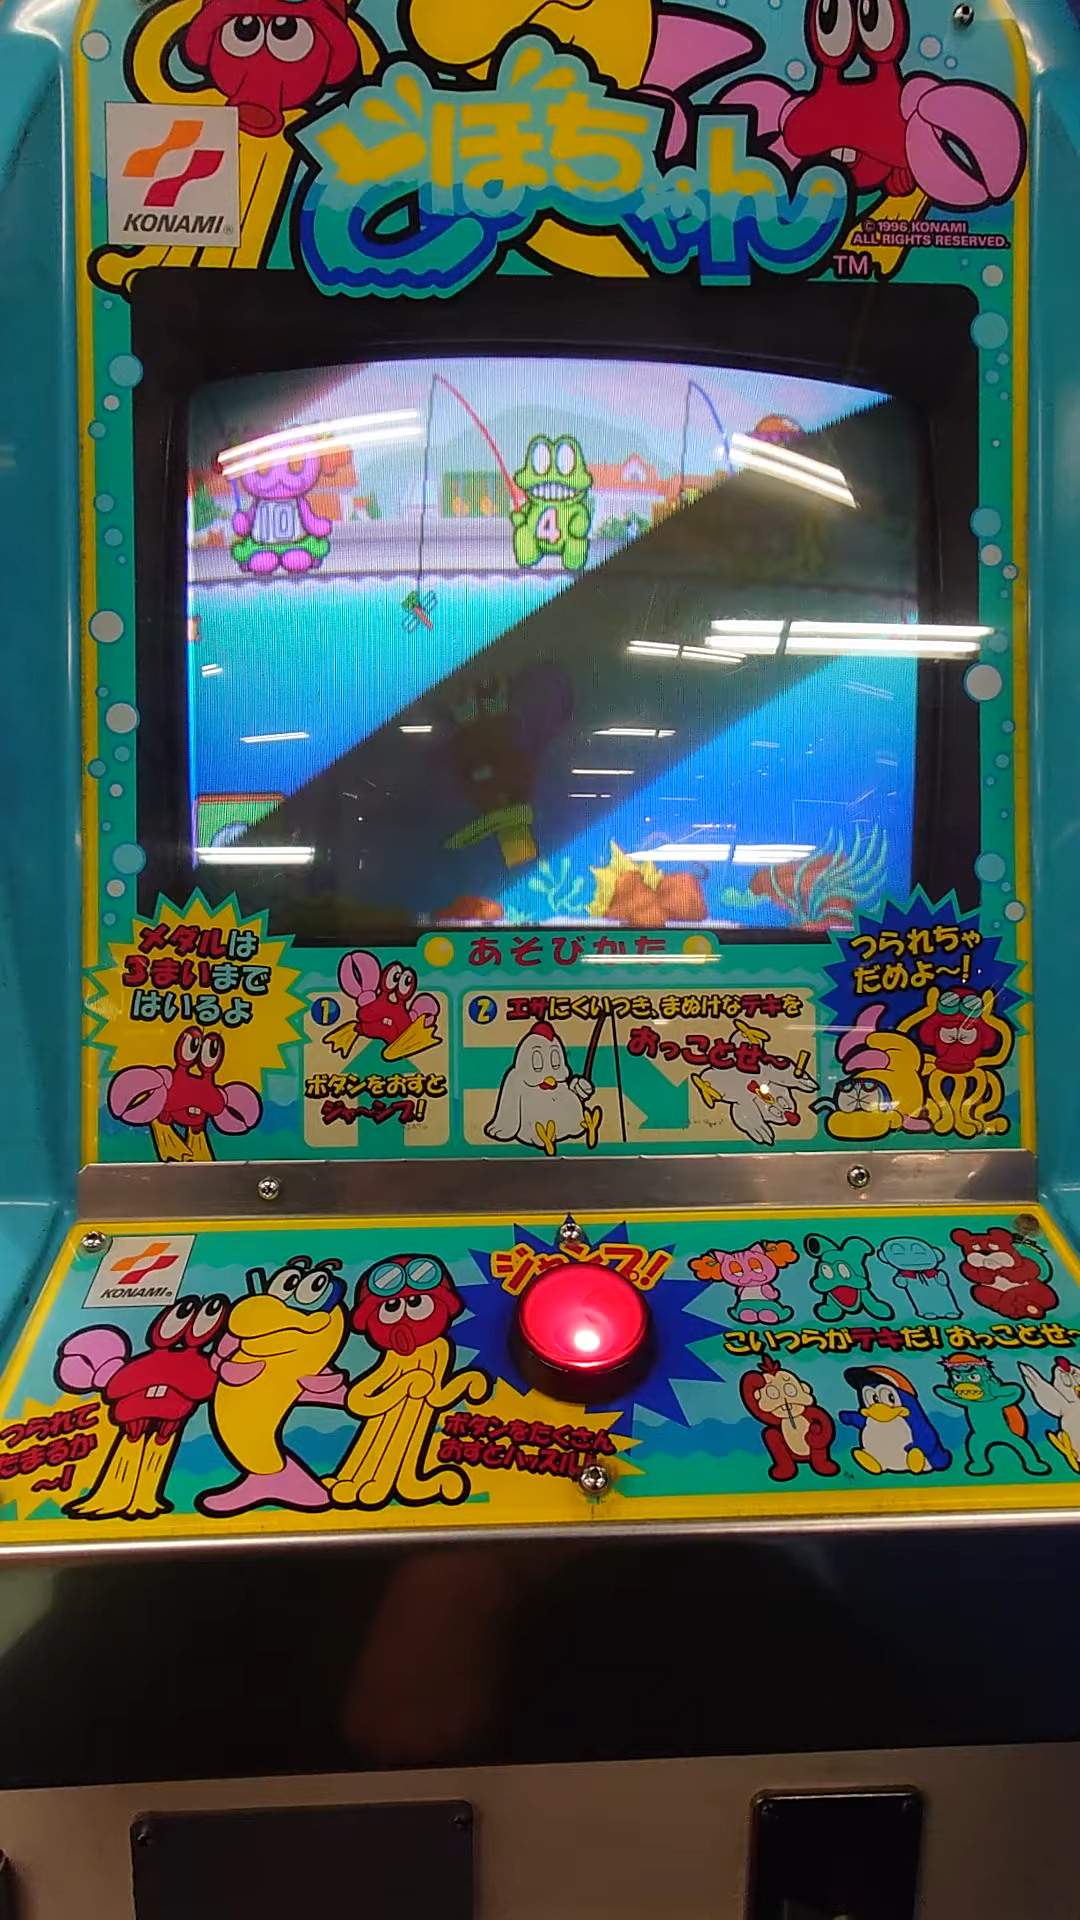 どぼちゃん
KONAMI®
© 1996 KONAMI
ALL RIGHTS RESERVED.
TM
10
4
メダルは
3まいまで
はいるよ
あそびかた
つられちゃ
だめよ〜!
1
ボタンをおすと
ジャ〜ンプ!
2 エサにくいつき、まぬけなテキを
おっことせ〜!
KONAMI®
ジャ〜ンプ!
こいつらがテキだ! おっことせ〜
つられて
たまるか
〜!
ボタンをたくさん
おすとハッスル!